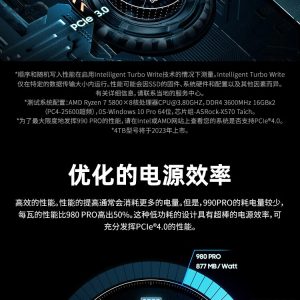 PCIe 3.0
*顺序和随机写入性能在启用Intelligent Turbo Write技术的情况下测量。Intelligent Turbo Write
仅在特定的数据传输大小内运行。性能可能会因SSD的固件、系统硬件和配置以及其他因素而异。
有关详细信息，请联系当地的服务中心。
*测试系统配置：AMD Ryzen 7 5800×8核处理器CPU@3.80GHZ, DDR4 3600MHz 16GBx2
(PC4-25600超频)，OS-Windows 10 Pro 64位，芯片组-ASRock-X570 Taich。
*为了最大限度地发挥990 PRO的性能，请在Intel或AMD网站上查看您的系统是否支持PCIe®4.0。
*4TB型号将于2023年上市。
优化的电源效率
高效的性能。性能的提高通常会消耗更多的电量。但是，990PRO的耗电量较少，
每瓦的性能比980 PRO高出50%。这种低功耗的设计具有超棒的电源效率，可
充分发挥PCIe®4.0的性能。
980 PRO
877 MB / Watt